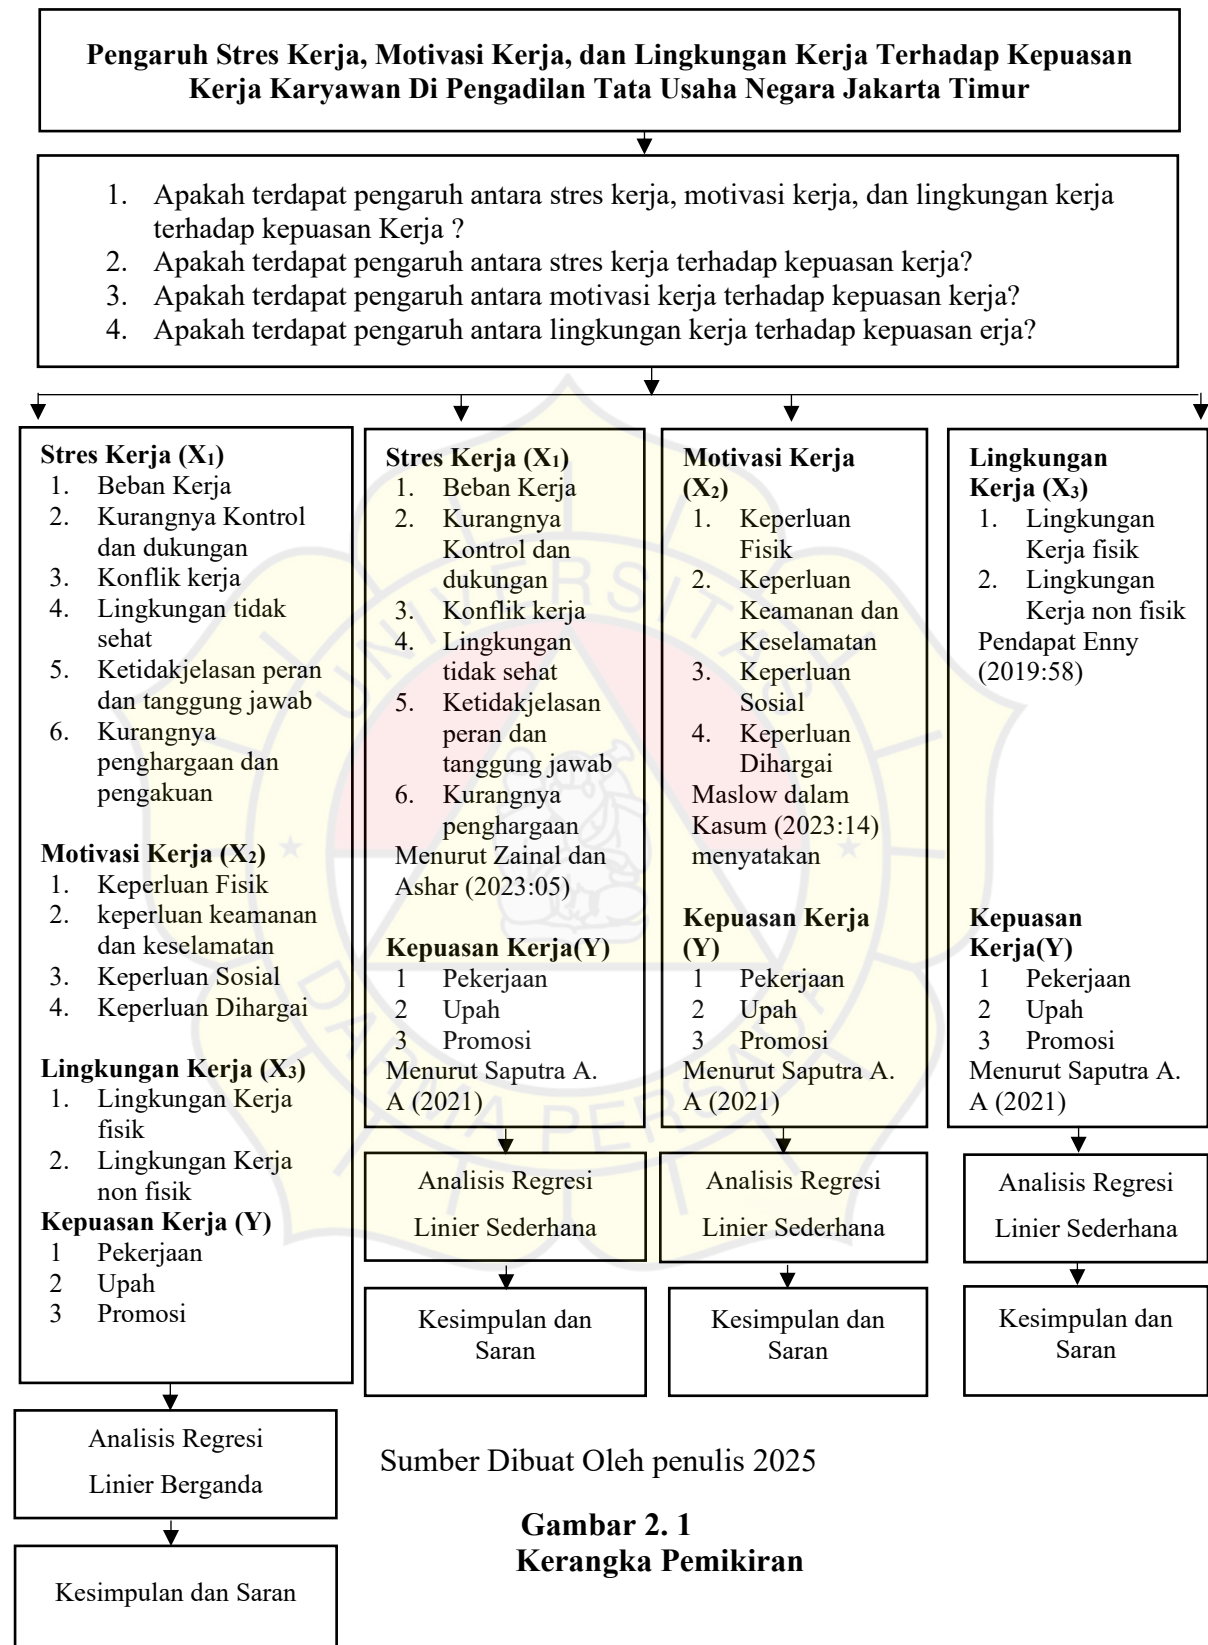 Pengaruh Stres Kerja, Motivasi Kerja, dan Lingkungan Kerja Terhadap Kepuasan
Kerja Karyawan Di Pengadilan Tata Usaha Negara Jakarta Timur
1. Apakah terdapat pengaruh antara stres kerja, motivasi kerja, dan lingkungan kerja
terhadap kepuasan Kerja ?
2. Apakah terdapat pengaruh antara stres kerja terhadap kepuasan kerja?
3. Apakah terdapat pengaruh antara motivasi kerja terhadap kepuasan kerja?
4. Apakah terdapat pengaruh antara lingkungan kerja terhadap kepuasan erja?
Stres Kerja (X1)
1. Beban Kerja
2. Kurangnya Kontrol
dan dukungan
3. Konflik kerja
4. Lingkungan tidak
sehat
5. Ketidakjelasan peran
dan tanggung jawab
6. Kurangnya
penghargaan dan
pengakuan
Motivasi Kerja (X2)
1. Keperluan Fisik
2. keperluan keamanan
dan keselamatan
3. Keperluan Sosial
4. Keperluan Dihargai
Lingkungan Kerja (X3)
1. Lingkungan Kerja
fisik
2. Lingkungan Kerja
non fisik
Kepuasan Kerja (Y)
1 Pekerjaan
2 Upah
3 Promosi
Analisis Regresi
Linier Berganda
Kesimpulan dan Saran
Stres Kerja (X1)
1. Beban Kerja
2. Kurangnya
Kontrol dan
dukungan
3. Konflik kerja
4. Lingkungan
tidak sehat
5. Ketidakjelasan
peran dan
tanggung jawab
6. Kurangnya
penghargaan
Menurut Zainal dan
Ashar (2023:05)
Kepuasan Kerja(Y)
1 Pekerjaan
2 Upah
3 Promosi
Menurut Saputra A.
A (2021)
Analisis Regresi
Linier Sederhana
Kesimpulan dan
Saran
Motivasi Kerja
(X2)
1. Keperluan
Fisik
2. Keperluan
Keamanan dan
Keselamatan
3. Keperluan
Sosial
4. Keperluan
Dihargai
Maslow dalam
Kasum (2023:14)
menyatakan
Kepuasan Kerja
(Y)
1 Pekerjaan
2 Upah
3 Promosi
Menurut Saputra A.
A (2021)
Analisis Regresi
Linier Sederhana
Kesimpulan dan
Saran
Lingkungan
Kerja (X3)
1. Lingkungan
Kerja fisik
2. Lingkungan
Kerja non fisik
Pendapat Enny
(2019:58)
Kepuasan
Kerja(Y)
1 Pekerjaan
2 Upah
3 Promosi
Menurut Saputra A.
A (2021)
Analisis Regresi
Linier Sederhana
Kesimpulan dan
Saran
Sumber Dibuat Oleh penulis 2025
Gambar 2. 1
Kerangka Pemikiran
UNIVERSITAS
DARMA PERSADA